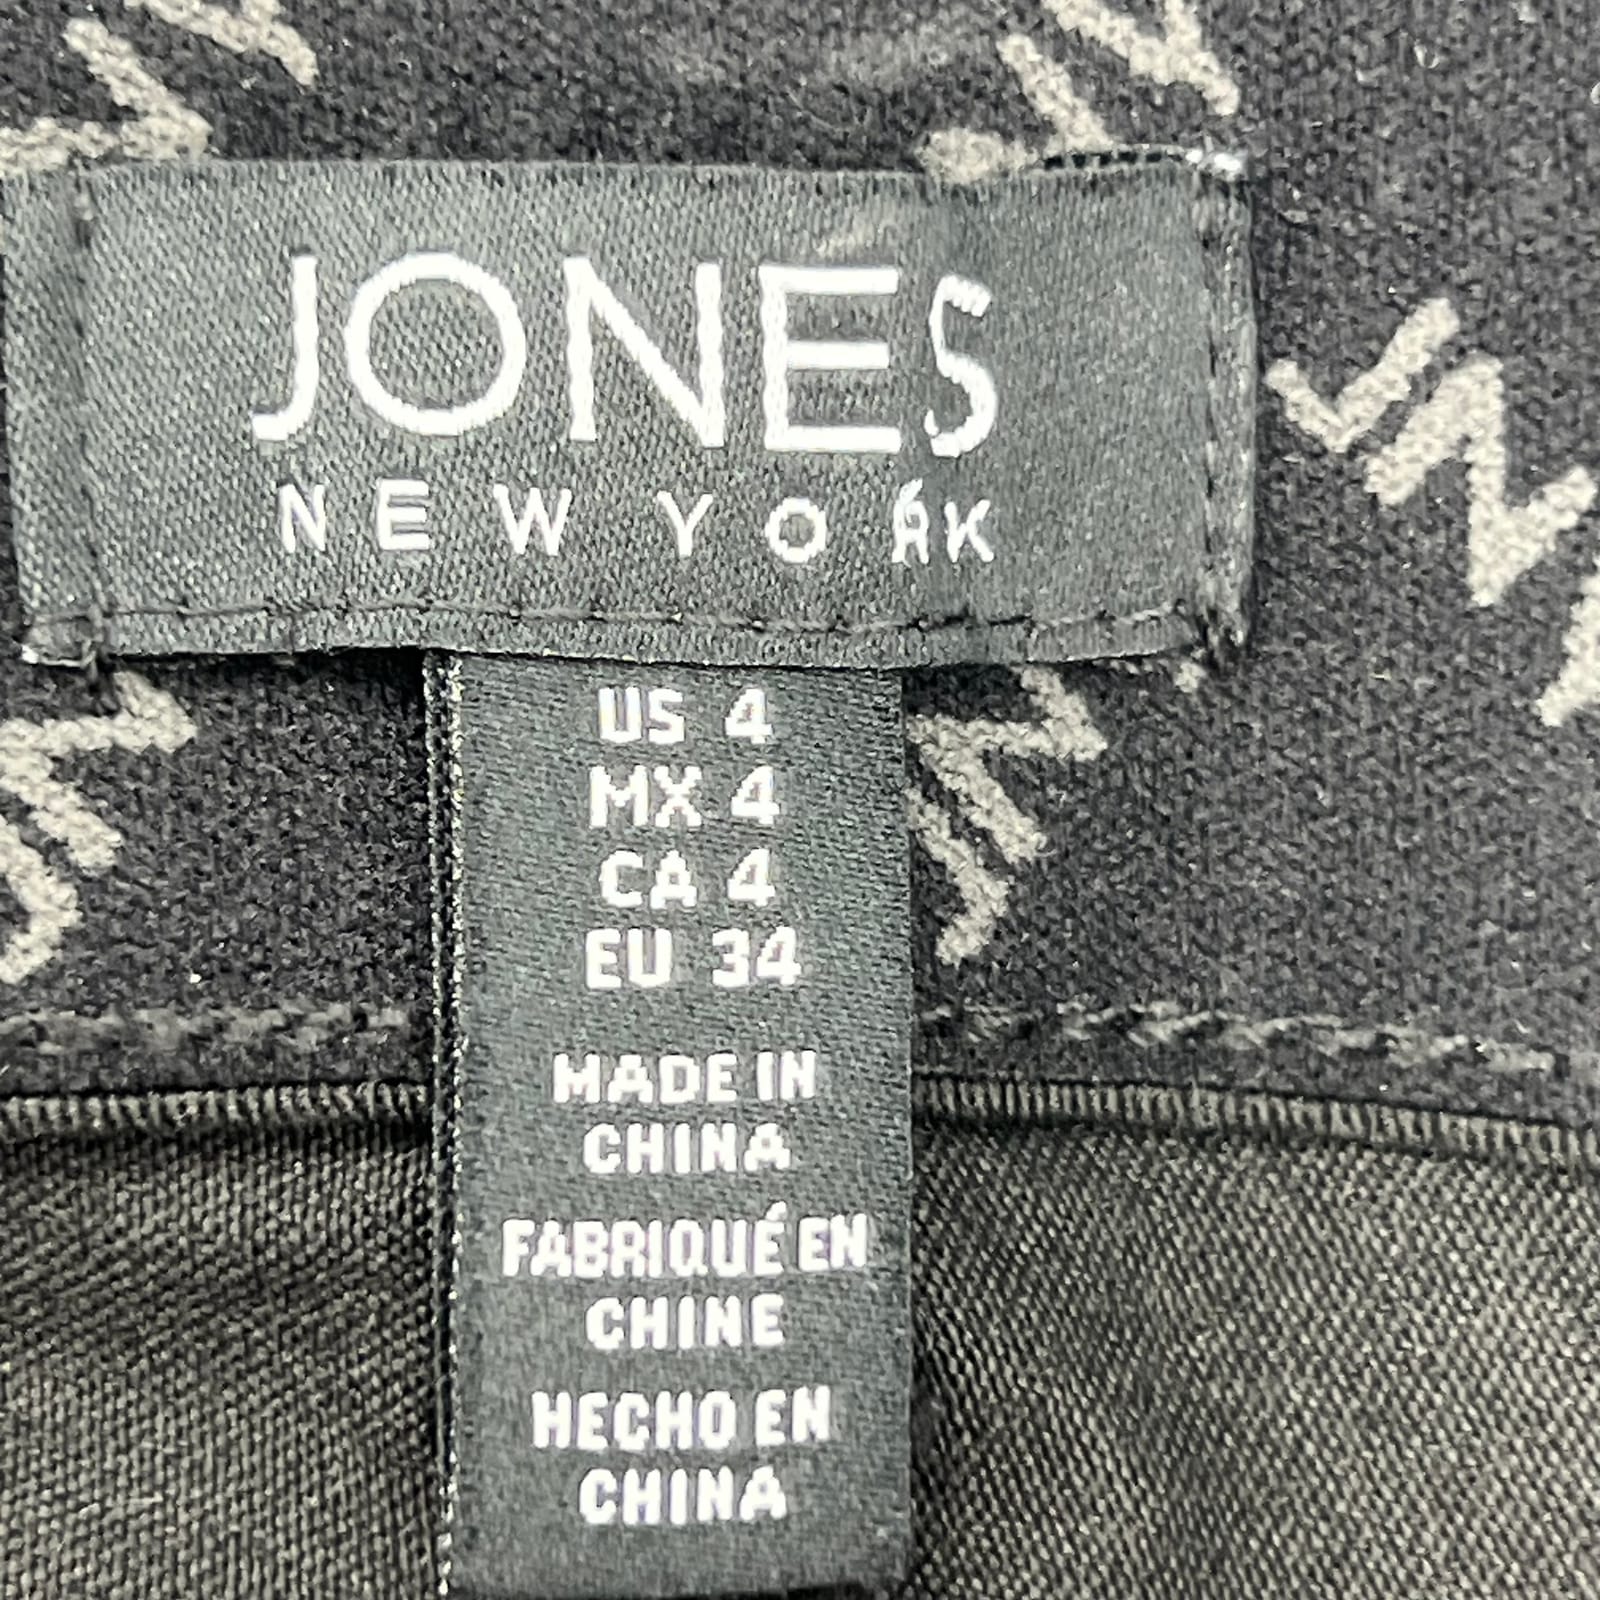 JONES
NEW YORK
US 4
MX 4
CA 4
EU 34
MADE IN
CHINA
FABRIQUÉ EN
CHINE
HECHO EN
CHINA